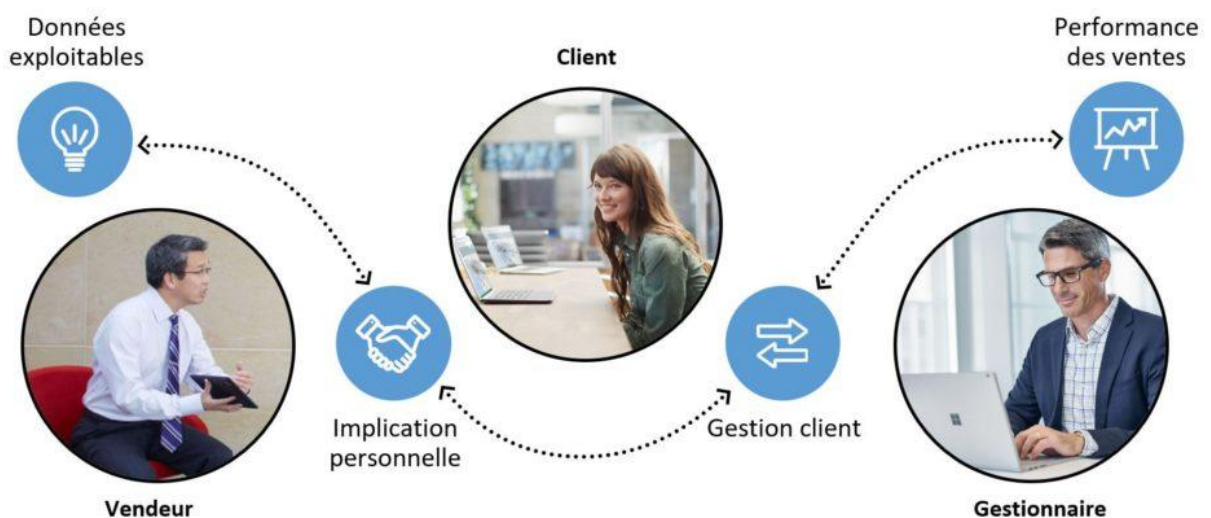 Données
exploitables
Client
Performance
des ventes
Implication
personnelle
Gestion client
Vendeur
Gestionnaire